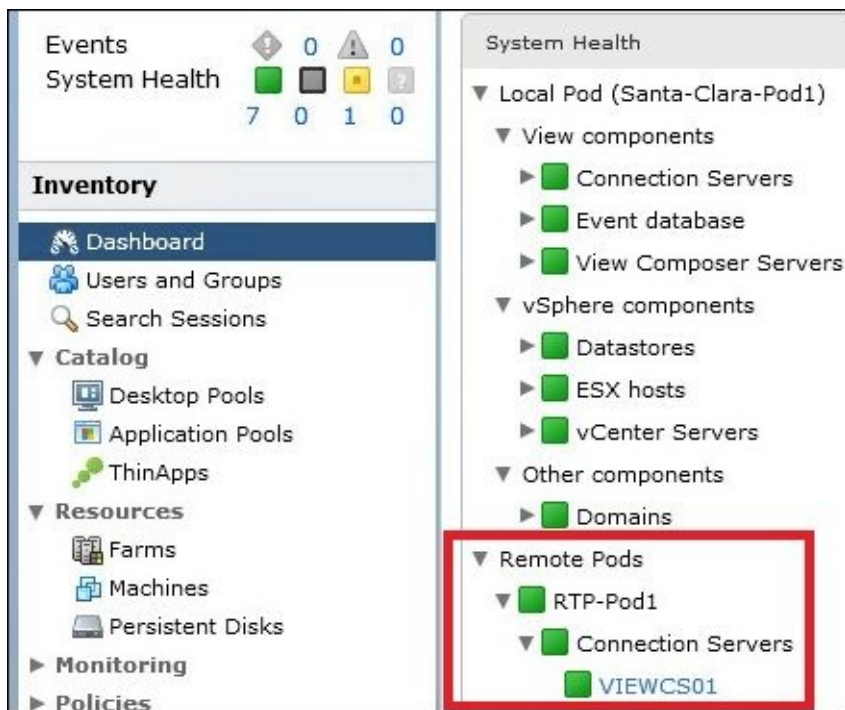 Events 0 0
System Health
7 0 1 0
Inventory
Dashboard
Users and Groups
Search Sessions
Catalog
Desktop Pools
Application Pools
ThinApps
Resources
Farms
Machines
Persistent Disks
Monitoring
Policies
System Health
Local Pod (Santa-Clara-Pod1)
View components
Connection Servers
Event database
View Composer Servers
vSphere components
Datastores
ESX hosts
vCenter Servers
Other components
Domains
Remote Pods
RTP-Pod1
Connection Servers
VIEWCS01